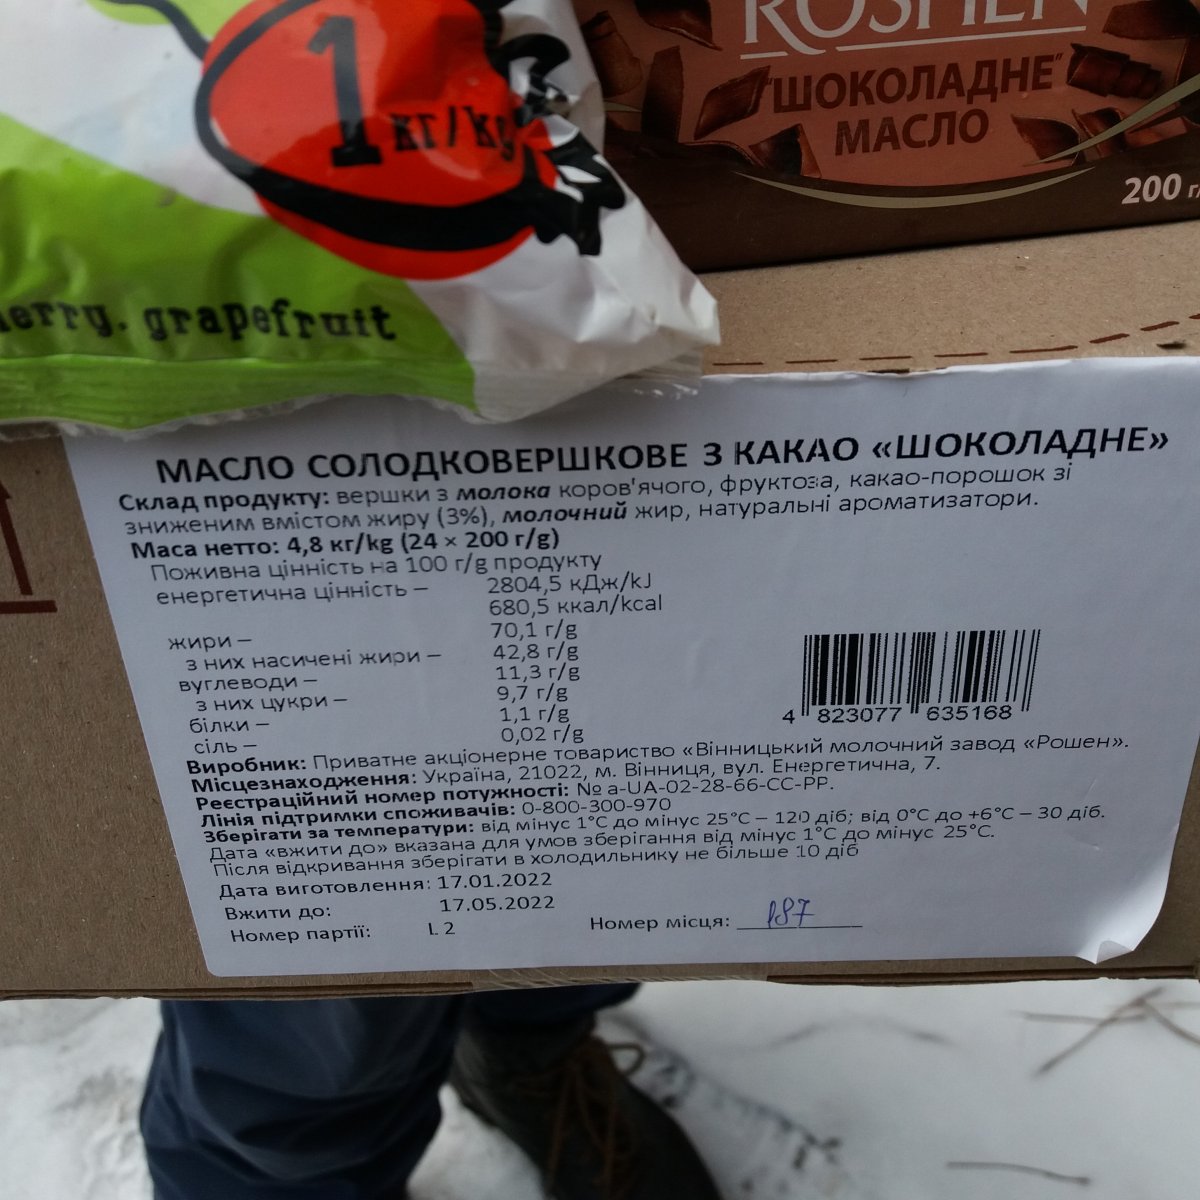 1 кг/kg
erry. grapefruit
ROSHEN
"ШОКОЛАДНЕ"
МАСЛО
200 г/
МАСЛО СОЛОДКОВЕРШКОВЕ З КАКАО «ШОКОЛАДНЕ»
Склад продукту: вершки з молока коров'ячого, фруктоза, какао-порошок зі
зниженим вмістом жиру (3%), молочний жир, натуральні ароматизатори.
Маса нетто: 4,8 кг/kg (24 × 200 г/g)
Поживна цінність на 100 г/g продукту
енергетична цінність – 2804,5 кДж/kJ
680,5 ккал/kcal
жири – 70,1 г/g
з них насичені жири – 42,8 г/g
вуглеводи – 11,3 г/g
з них цукри – 9,7 г/g
білки – 1,1 г/g
сіль – 0,02 г/g
4 823077 635168
Виробник: Приватне акціонерне товариство «Вінницький молочний завод «Рошен».
Місцезнаходження: Україна, 21022, м. Вінниця, вул. Енергетична, 7.
Реєстраційний номер потужності: № a-UA-02-28-66-CC-PP.
Лінія підтримки споживачів: 0-800-300-970
Зберігати за температури: від мінус 1°C до мінус 25°C – 120 діб; від 0°C до +6°C – 30 діб.
Дата «вжити до» вказана для умов зберігання від мінус 1°C до мінус 25°C.
Після відкривання зберігати в холодильнику не більше 10 діб
Дата виготовлення: 17.01.2022
Вжити до: 17.05.2022
Номер партії: L 2
Номер місця: 187